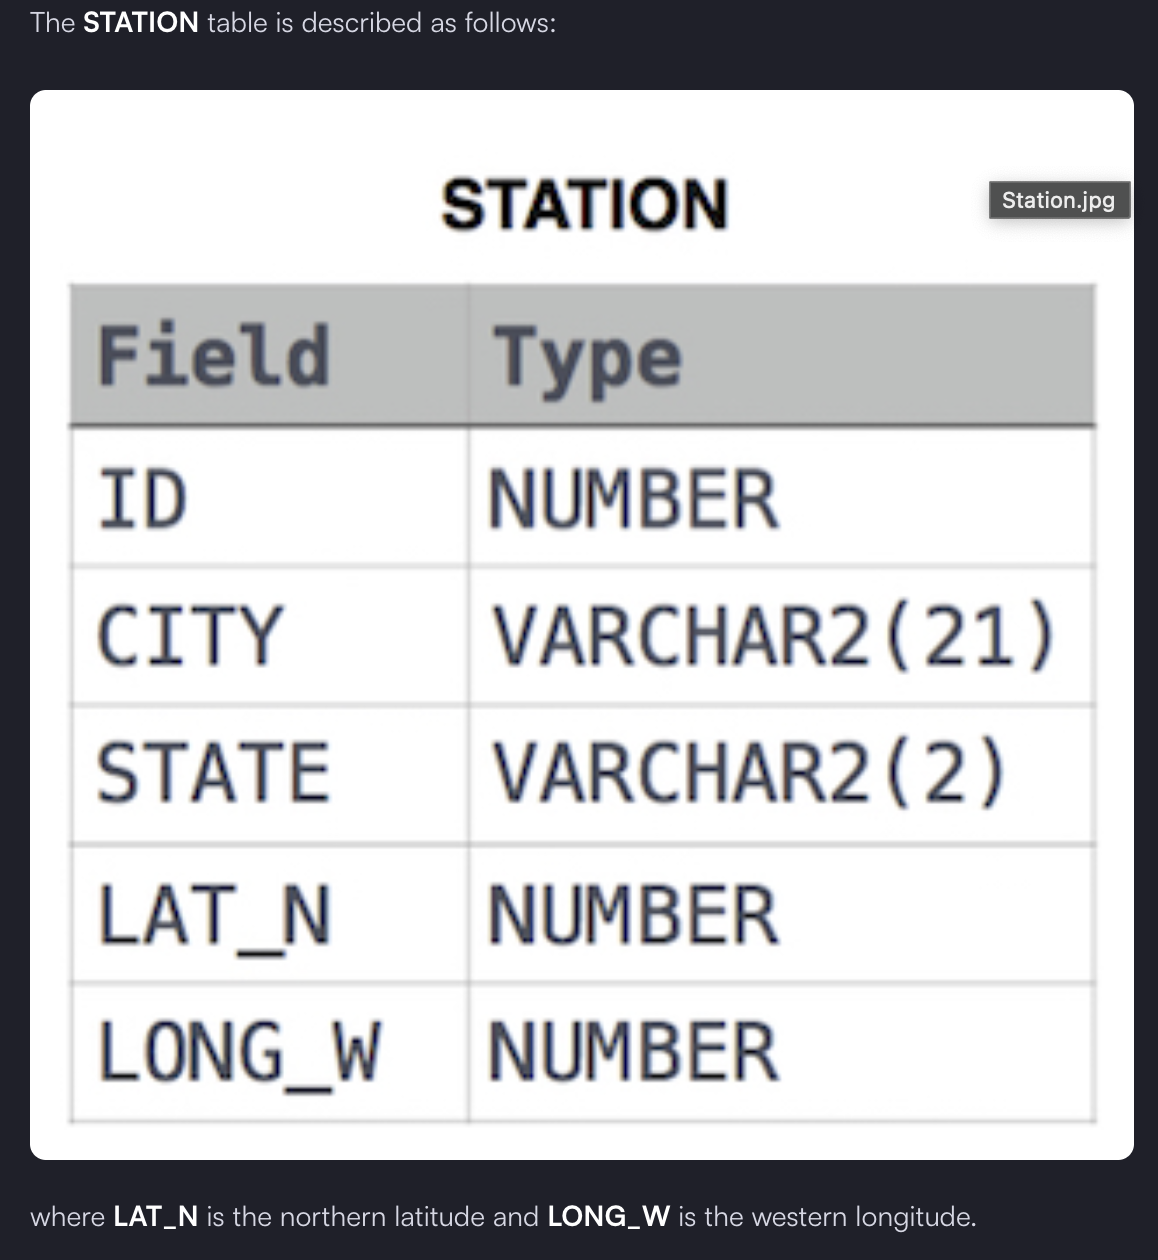 The STATION table is described as follows:
STATION
Station.jpg
Field Type
ID NUMBER
CITY VARCHAR2(21)
STATE VARCHAR2(2)
LAT_N NUMBER
LONG_W NUMBER
where LAT_N is the northern latitude and LONG_W is the western longitude.